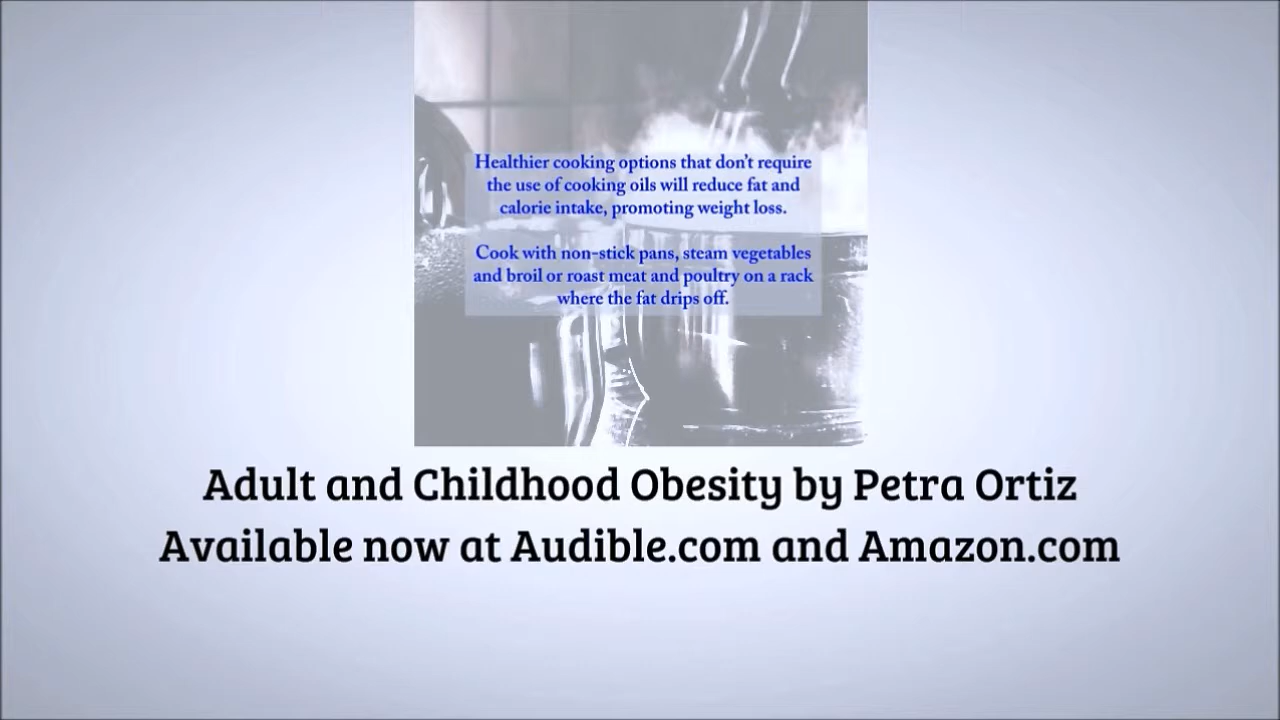 Healthier cooking options that don't require
the use of cooking oils will reduce fat and
calorie intake, promoting weight loss.
Cook with non-stick pans, steam vegetables
and broil or roast meat and poultry on a rack
where the fat drips off.
Adult and Childhood Obesity by Petra Ortiz
Available now at Audible.com and Amazon.com